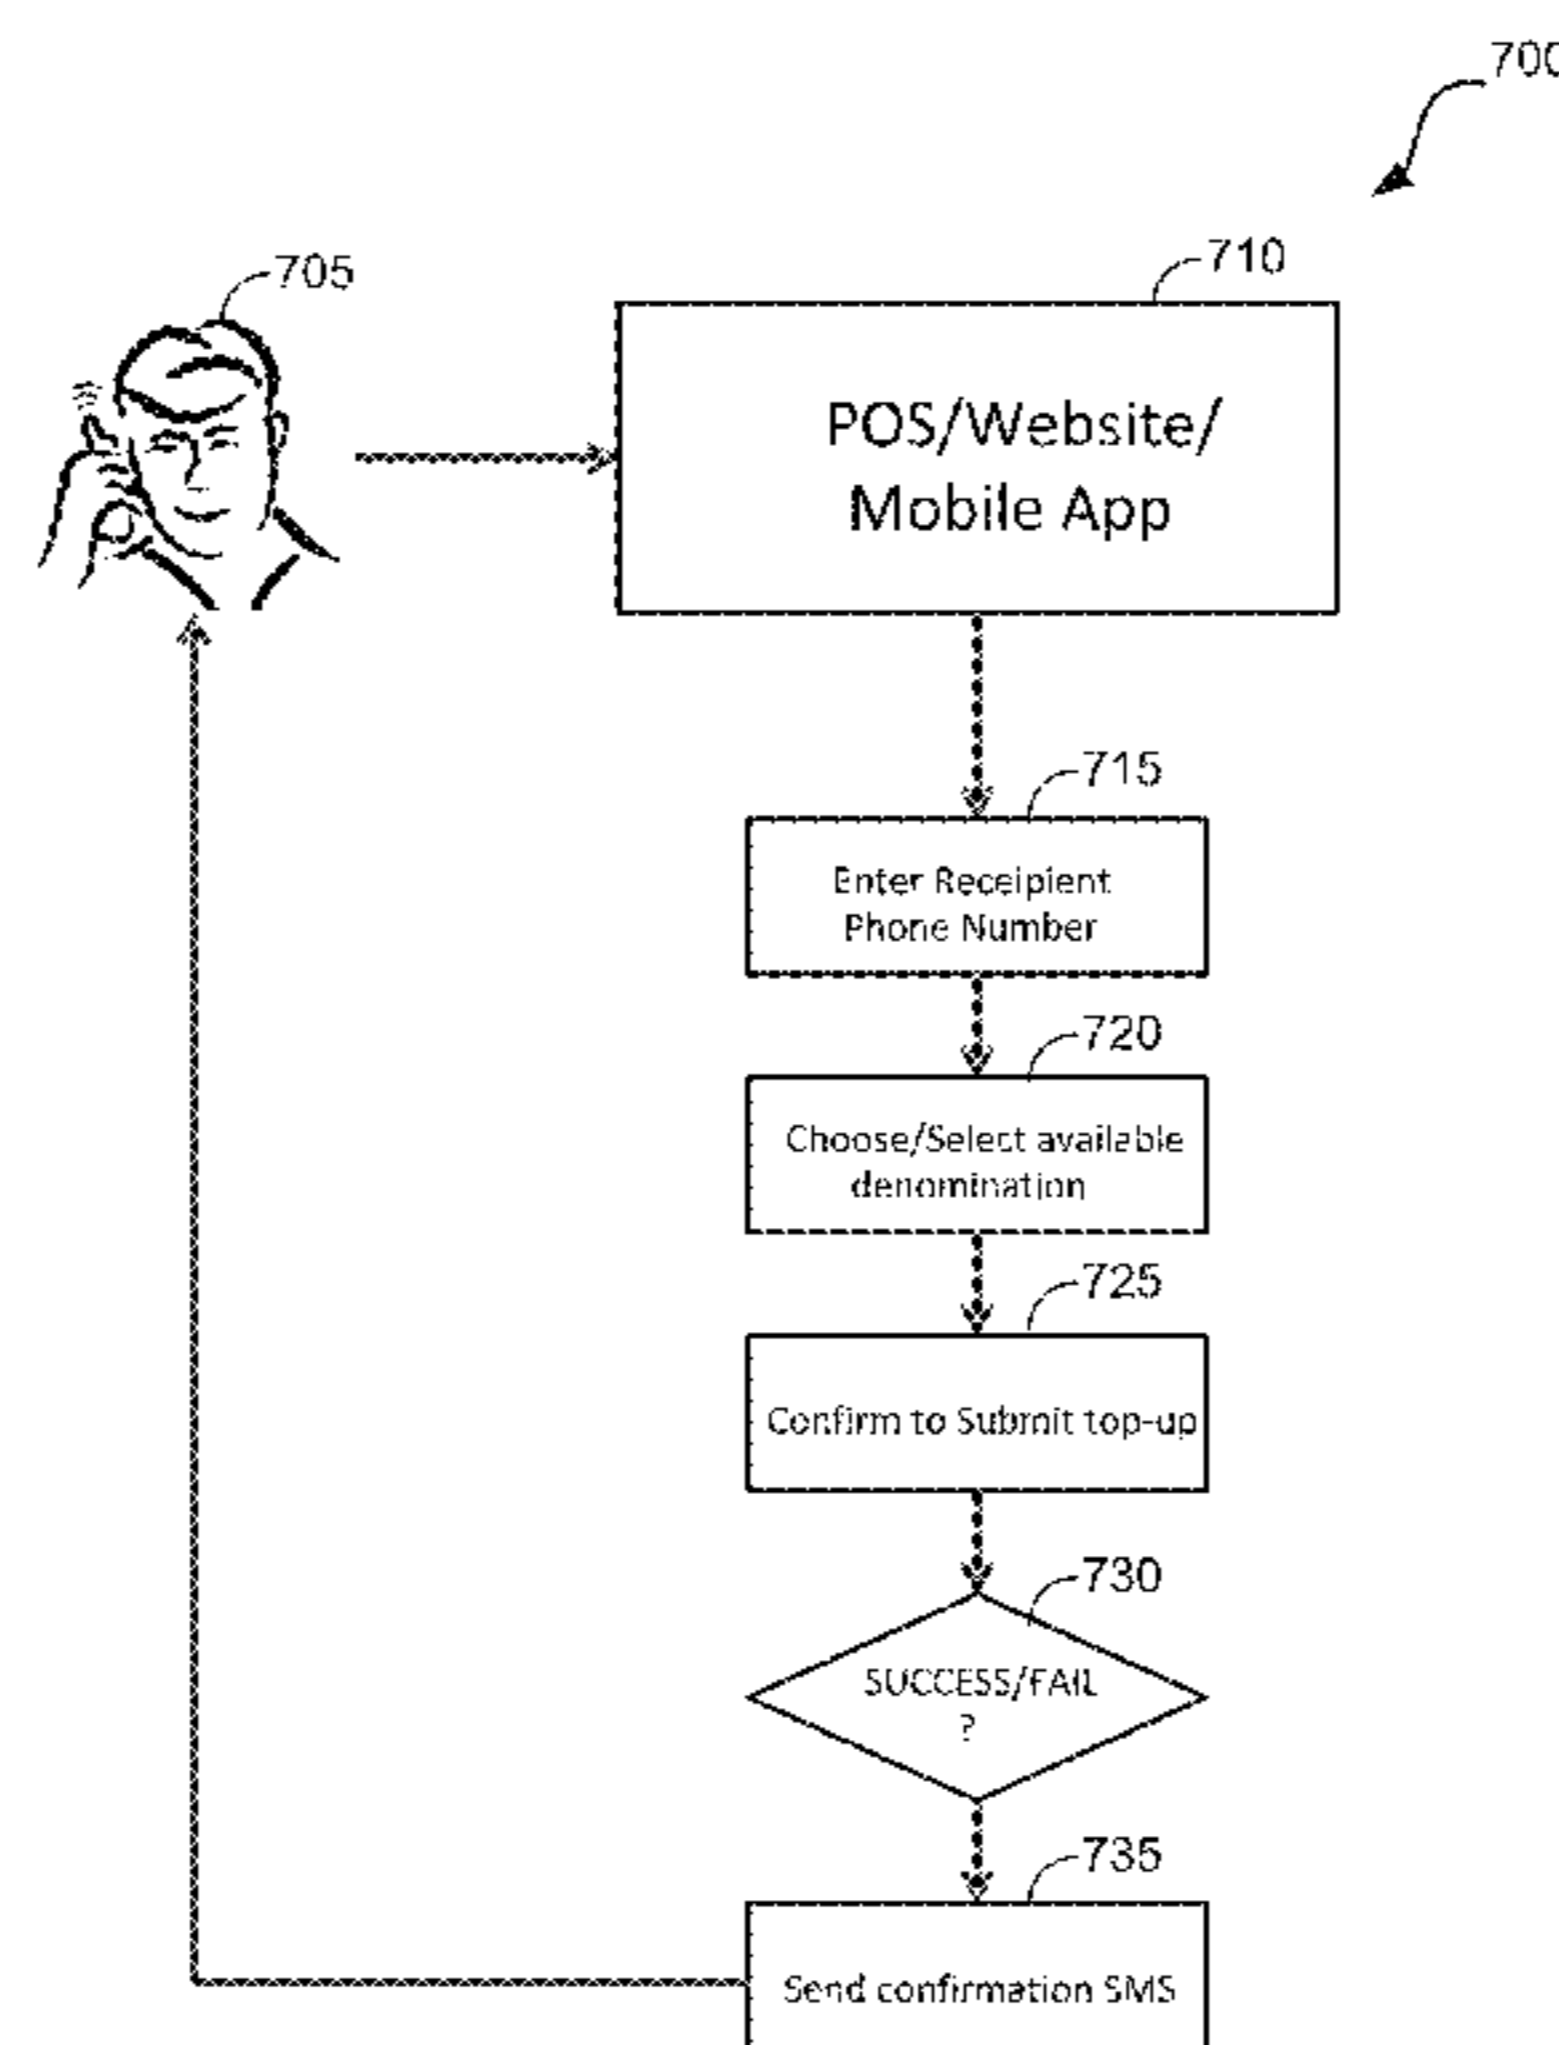 700
705
710
POS/Website/
Mobile App
715
Enter Receipient
Phone Number
720
Choose/Select available
denomination
725
Confirm to Submit top-up
730
SUCCESS/FAIL
?
735
Send confirmation SMS